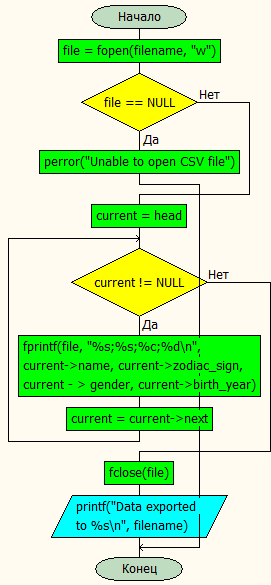 Начало
file = fopen(filename, "w")
file == NULL
Нет
Да
perror("Unable to open CSV file")
current = head
current != NULL
Нет
Да
fprintf(file, "%s;%s;%c;%d\n",
current->name, current->zodiac_sign,
current - > gender, current->birth_year)
current = current->next
fclose(file)
printf("Data exported
to %s\n", filename)
Конец